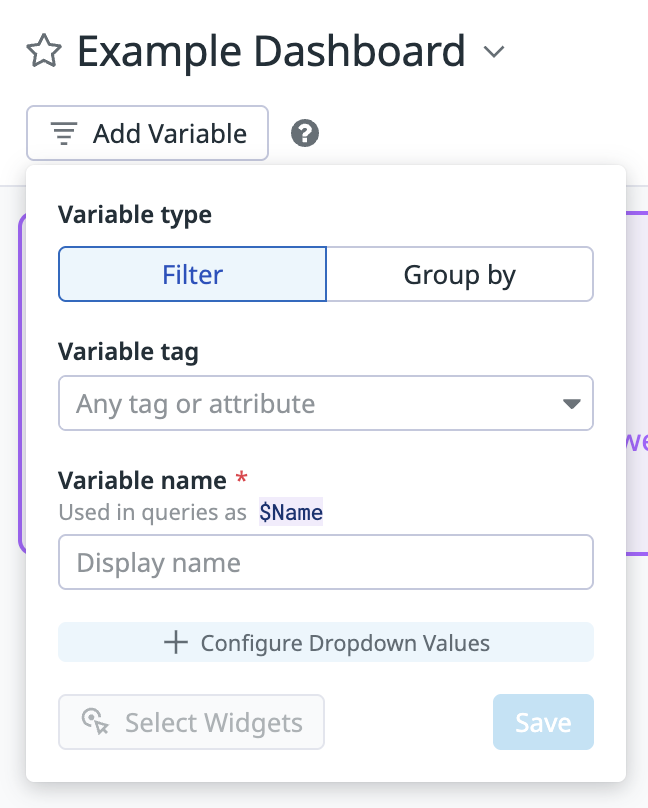 Example Dashboard
Add Variable ?
Variable type
Filter Group by
Variable tag
Any tag or attribute
Variable name *
Used in queries as $Name
Display name
+ Configure Dropdown Values
Select Widgets Save